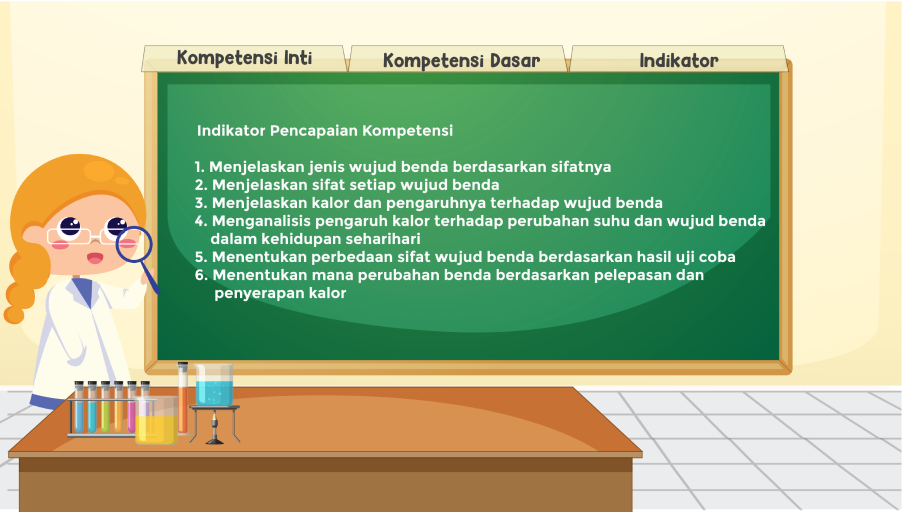 Kompetensi Inti
Kompetensi Dasar
Indikator
Indikator Pencapaian Kompetensi
1. Menjelaskan jenis wujud benda berdasarkan sifatnya
2. Menjelaskan sifat setiap wujud benda
3. Menjelaskan kalor dan pengaruhnya terhadap wujud benda
4. Menganalisis pengaruh kalor terhadap perubahan suhu dan wujud benda
dalam kehidupan seharihari
5. Menentukan perbedaan sifat wujud benda berdasarkan hasil uji coba
6. Menentukan mana perubahan benda berdasarkan pelepasan dan
penyerapan kalor